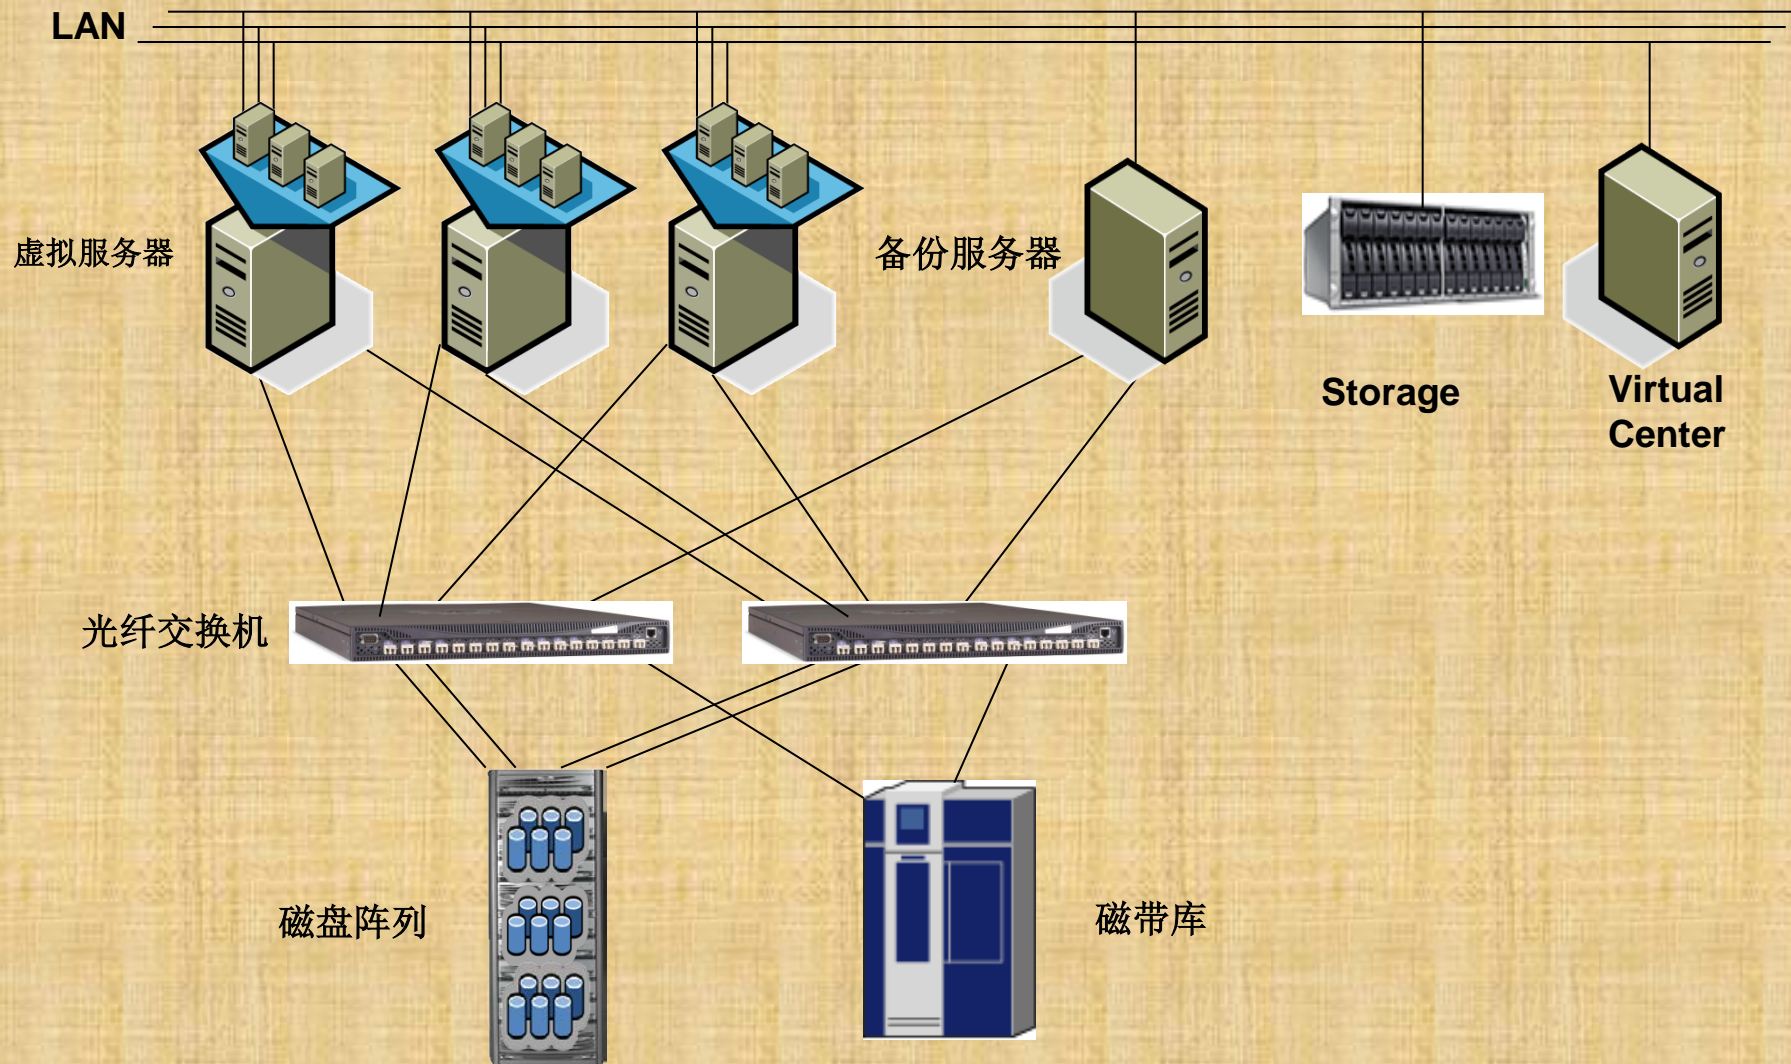 LAN
虚拟服务器
备份服务器
Storage
Virtual
Center
光纤交换机
磁盘阵列
磁带库